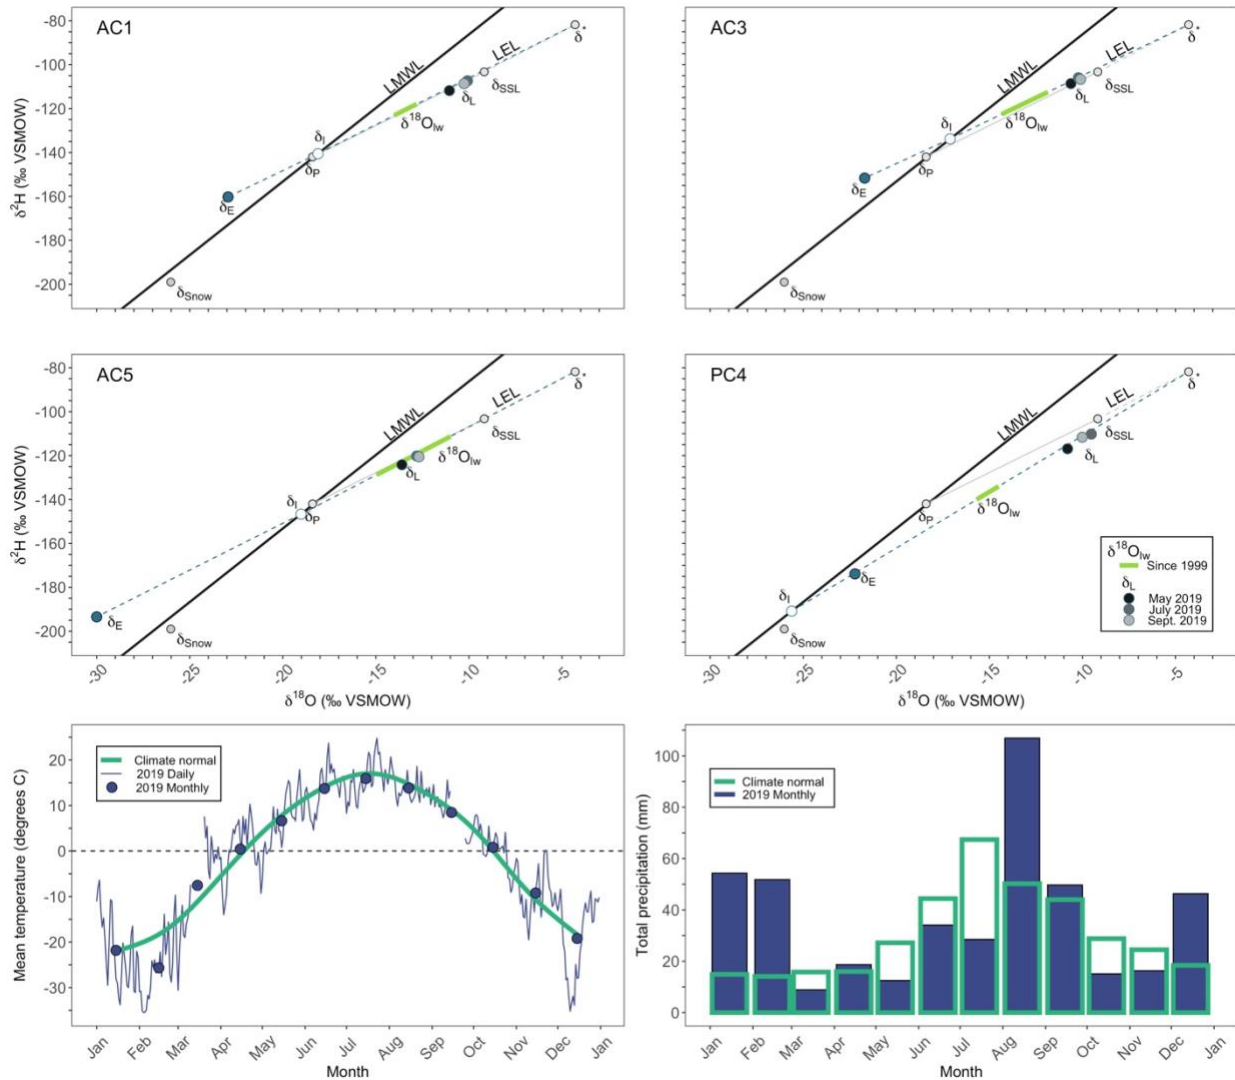 AC1
-80
-100
-120
-140
-160
-180
-200
δ²H (‰ VSMOW)
LMWL
LEL
δ*
δSSL
δL
δ¹⁸Olw
δI
δP
δE
δSnow
AC3
LMWL
LEL
δ*
δSSL
δL
δ¹⁸Olw
δI
δP
δE
δSnow
AC5
-80
-100
-120
-140
-160
-180
-200
δ²H (‰ VSMOW)
LMWL
LEL
δ*
δSSL
δ¹⁸Olw
δL
δI
δP
δE
δSnow
-30
-25
-20
-15
-10
-5
δ¹⁸O (‰ VSMOW)
PC4
LMWL
LEL
δ*
δSSL
δL
δ¹⁸Olw
δP
δE
δI
δSnow
δ¹⁸Olw
Since 1999
δL
May 2019
July 2019
Sept. 2019
-30
-25
-20
-15
-10
-5
δ¹⁸O (‰ VSMOW)
Mean temperature (degrees C)
20
10
0
-10
-20
-30
Climate normal
2019 Daily
2019 Monthly
Jan
Feb
Mar
Apr
May
Jun
Jul
Aug
Sep
Oct
Nov
Dec
Jan
Month
Total precipitation (mm)
100
80
60
40
20
0
Climate normal
2019 Monthly
Jan
Feb
Mar
Apr
May
Jun
Jul
Aug
Sep
Oct
Nov
Dec
Jan
Month